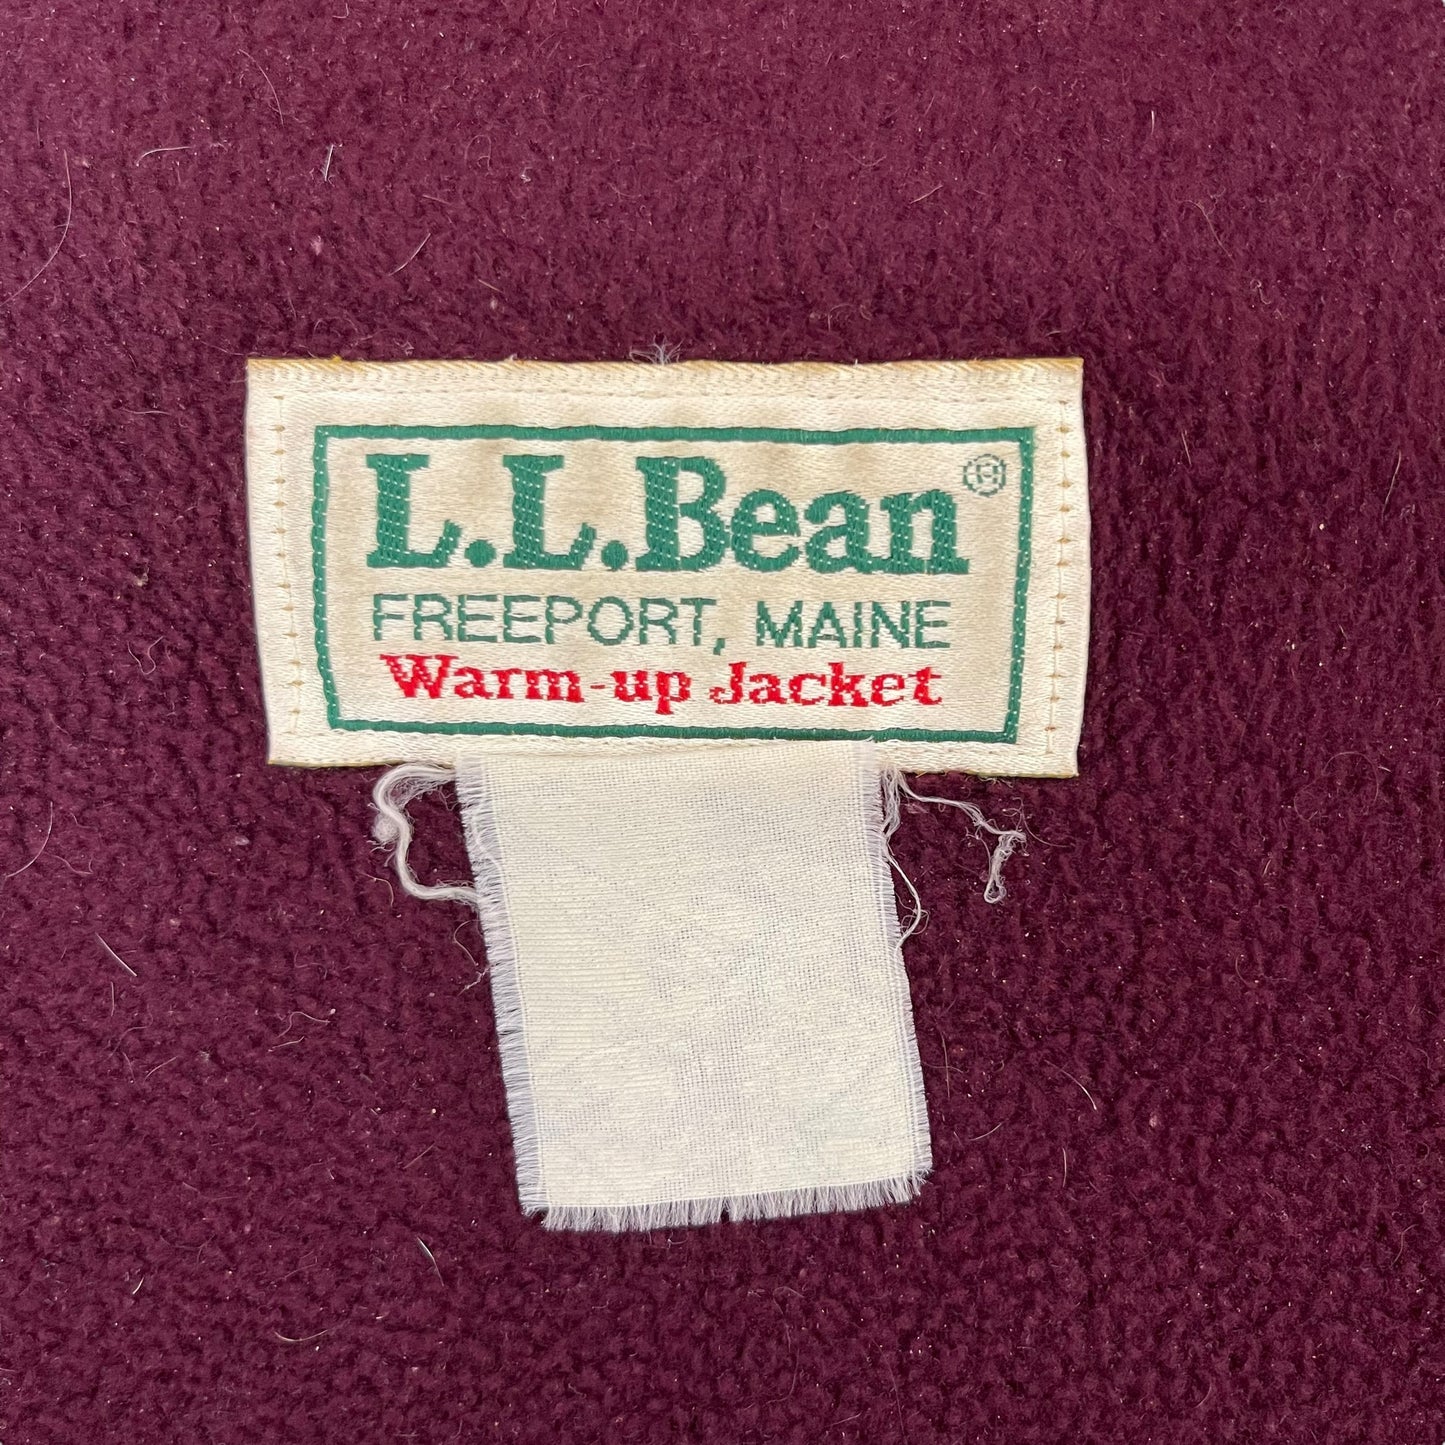 L.L.Bean®
FREEPORT, MAINE
Warm-up Jacket